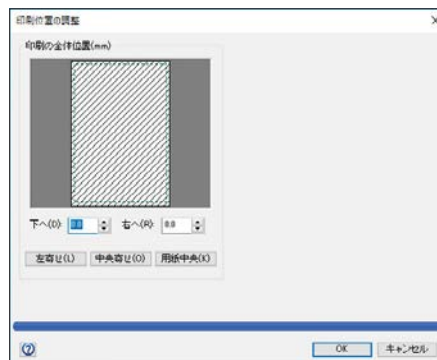 印刷位置の調整
印刷の全体位置(mm)
下へ(D): 0.0 右へ(R): 0.0
左寄せ(L) 中央寄せ(O) 用紙中央(K)
OK キャンセル